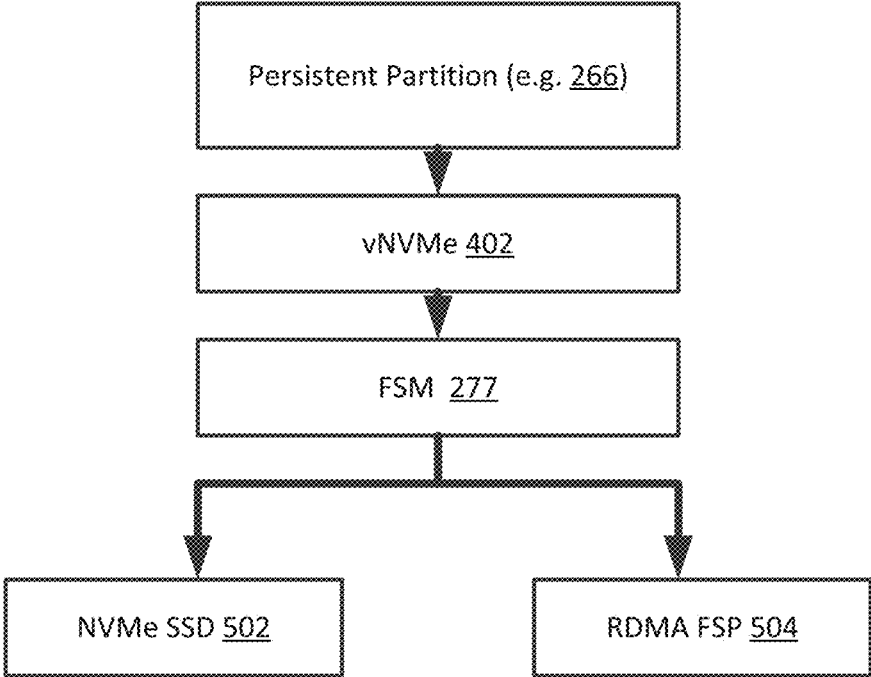 Persistent Partition (e.g. 266)
vNVMe 402
FSM 277
NVMe SSD 502
RDMA FSP 504